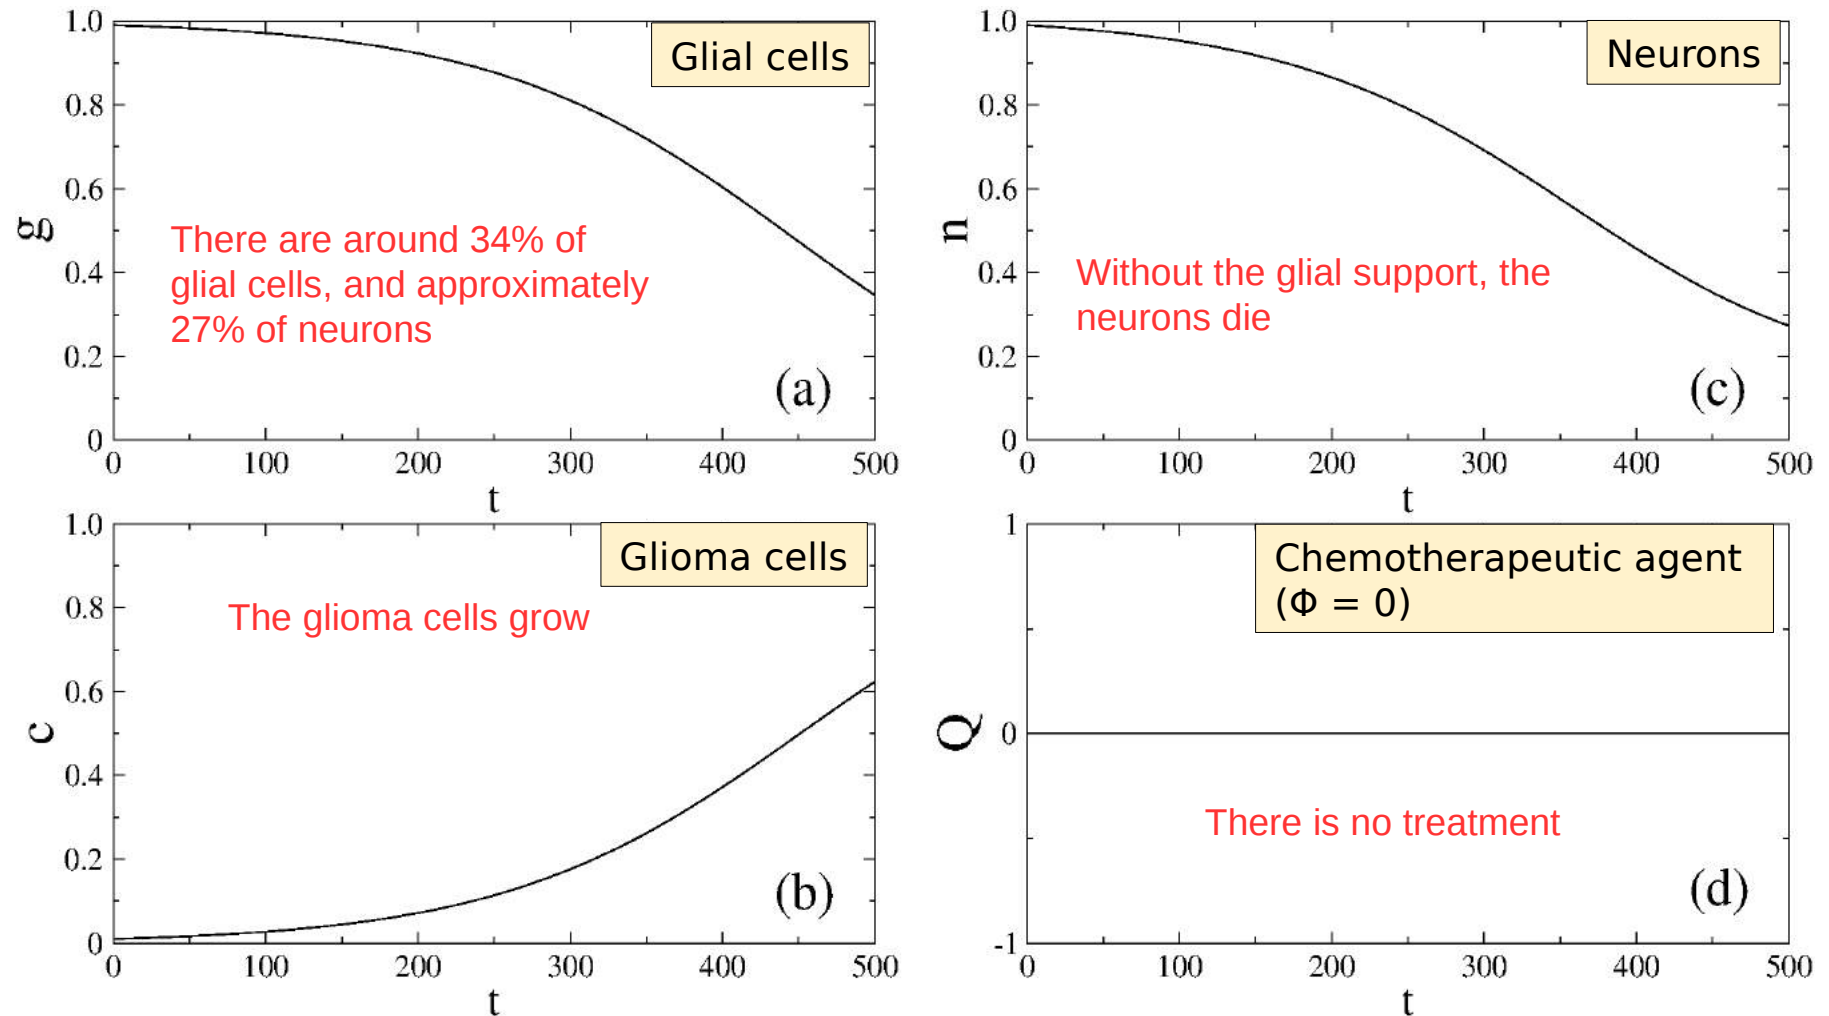 1.0
0.8
0.6
0.4
0.2
0
g
Glial cells
There are around 34% of
glial cells, and approximately
27% of neurons
(a)
0 100 200 300 400 500
t
1.0
0.8
0.6
0.4
0.2
0
n
Neurons
Without the glial support, the
neurons die
(c)
0 100 200 300 400 500
t
1.0
0.8
0.6
0.4
0.2
0
c
Glioma cells
The glioma cells grow
(b)
0 100 200 300 400 500
t
1
0
-1
Q
Chemotherapeutic agent
(Φ = 0)
There is no treatment
(d)
0 100 200 300 400 500
t